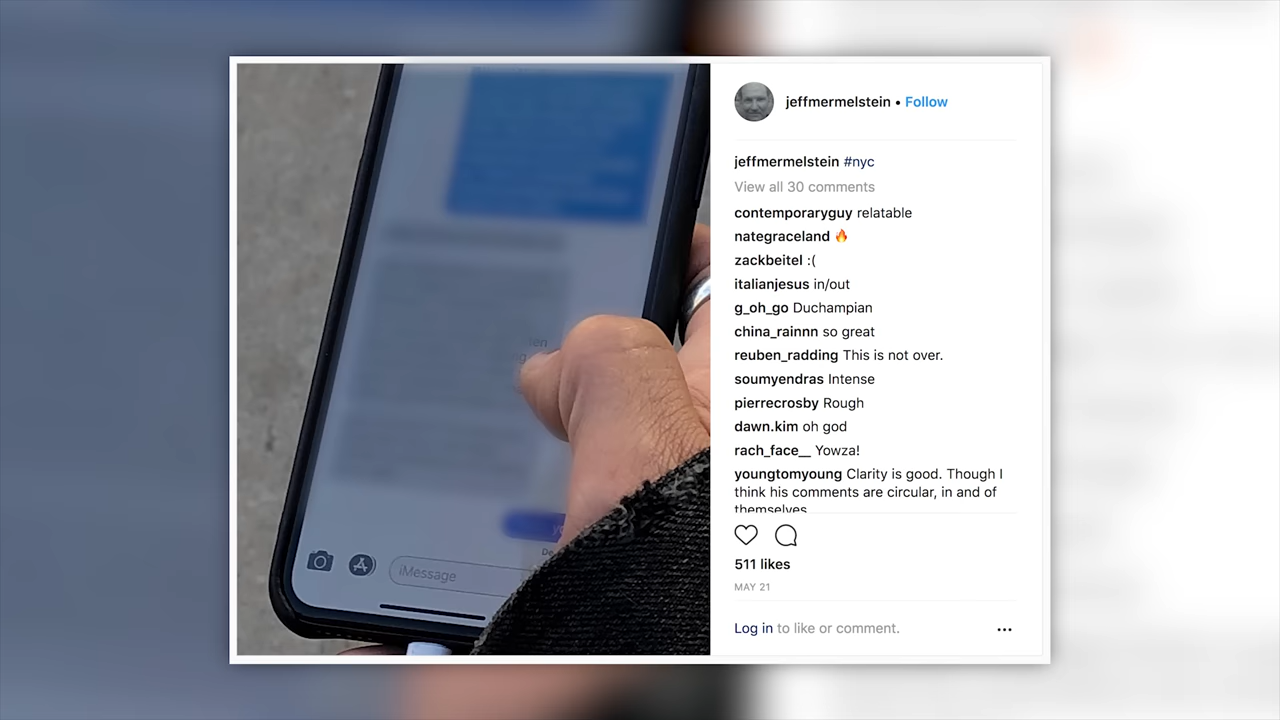 jeffmermelstein • Follow
jeffmermelstein #nyc
View all 30 comments
contemporaryguy relatable
nategraceland 🔥
zackbeitel :(
italianjesus in/out
g_oh_go Duchampian
china_rainnn so great
reuben_radding This is not over.
soumyendras Intense
pierrecrosby Rough
dawn.kim oh god
rach_face__ Yowza!
youngtomyoung Clarity is good. Though I
think his comments are circular, in and of
themselves
511 likes
MAY 21
Log in to like or comment.
iMessage